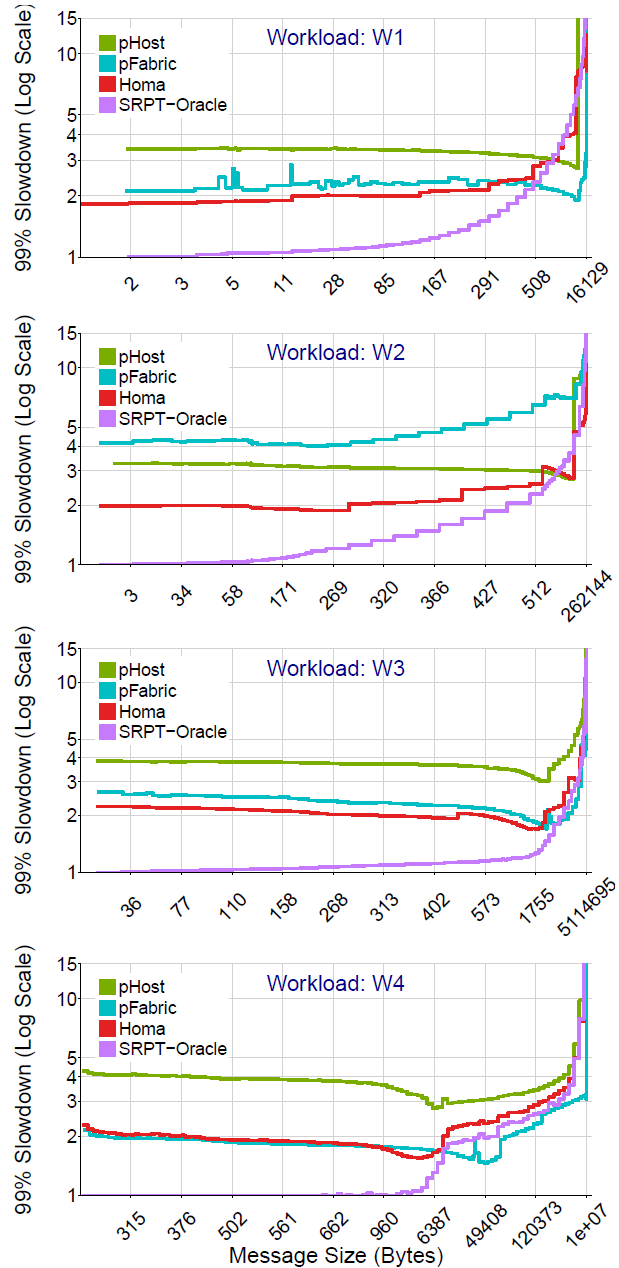 99% Slowdown (Log Scale)
15
10
5
4
3
2
1
Workload: W1
pHost
pFabric
Homa
SRPT-Oracle
2 3 5 11 28 85 167 291 508 16129
99% Slowdown (Log Scale)
15
10
5
4
3
2
1
Workload: W2
pHost
pFabric
Homa
SRPT-Oracle
3 34 58 171 269 320 366 427 512 262144
99% Slowdown (Log Scale)
15
10
5
4
3
2
1
Workload: W3
pHost
pFabric
Homa
SRPT-Oracle
36 77 110 158 268 313 402 573 1755 5114695
99% Slowdown (Log Scale)
15
10
5
4
3
2
1
Workload: W4
pHost
pFabric
Homa
SRPT-Oracle
315 376 502 561 662 960 6387 49408 120373 1e+07
Message Size (Bytes)